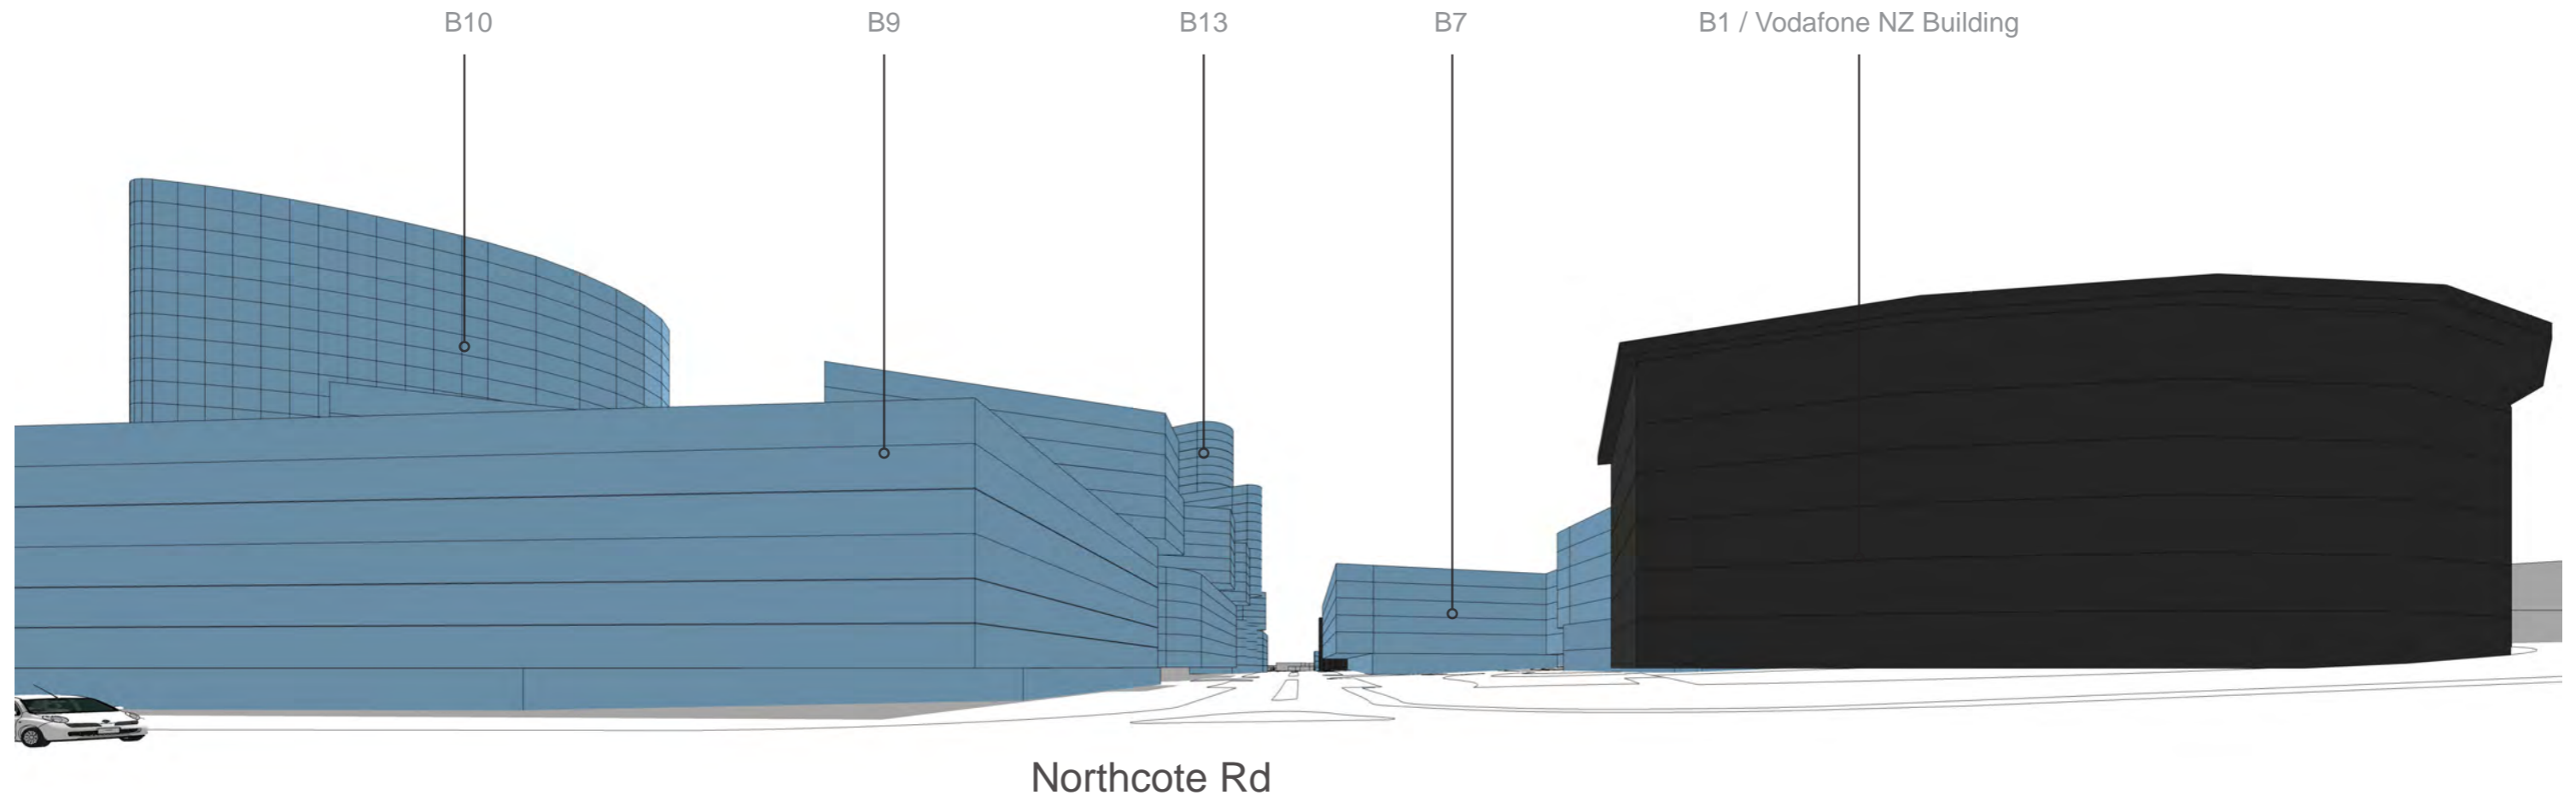 B10
B9
B13
B7
B1 / Vodafone NZ Building
Northcote Rd